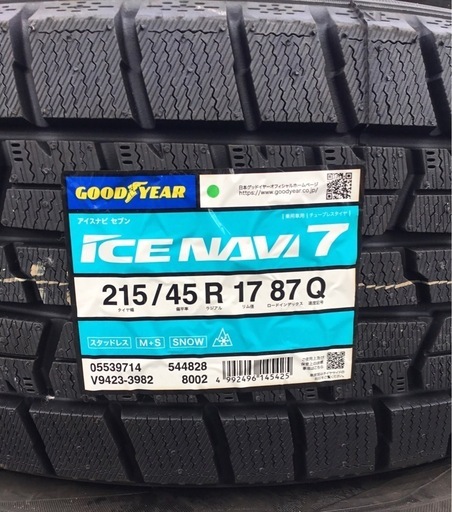 GOODYEAR
日本グッドイヤーオフィシャルホームページ
https://www.goodyear.co.jp/
アイスナビ セブン
[乗用車用][チューブレスタイヤ]
ICE NAVI 7
215/45 R 17 87 Q
タイヤ幅 偏平率 ラジアル リム径 ロードインデックス 速度記号
スタッドレス M+S SNOW
05539714 544828
V9423-3982 8002
4 992496 145425